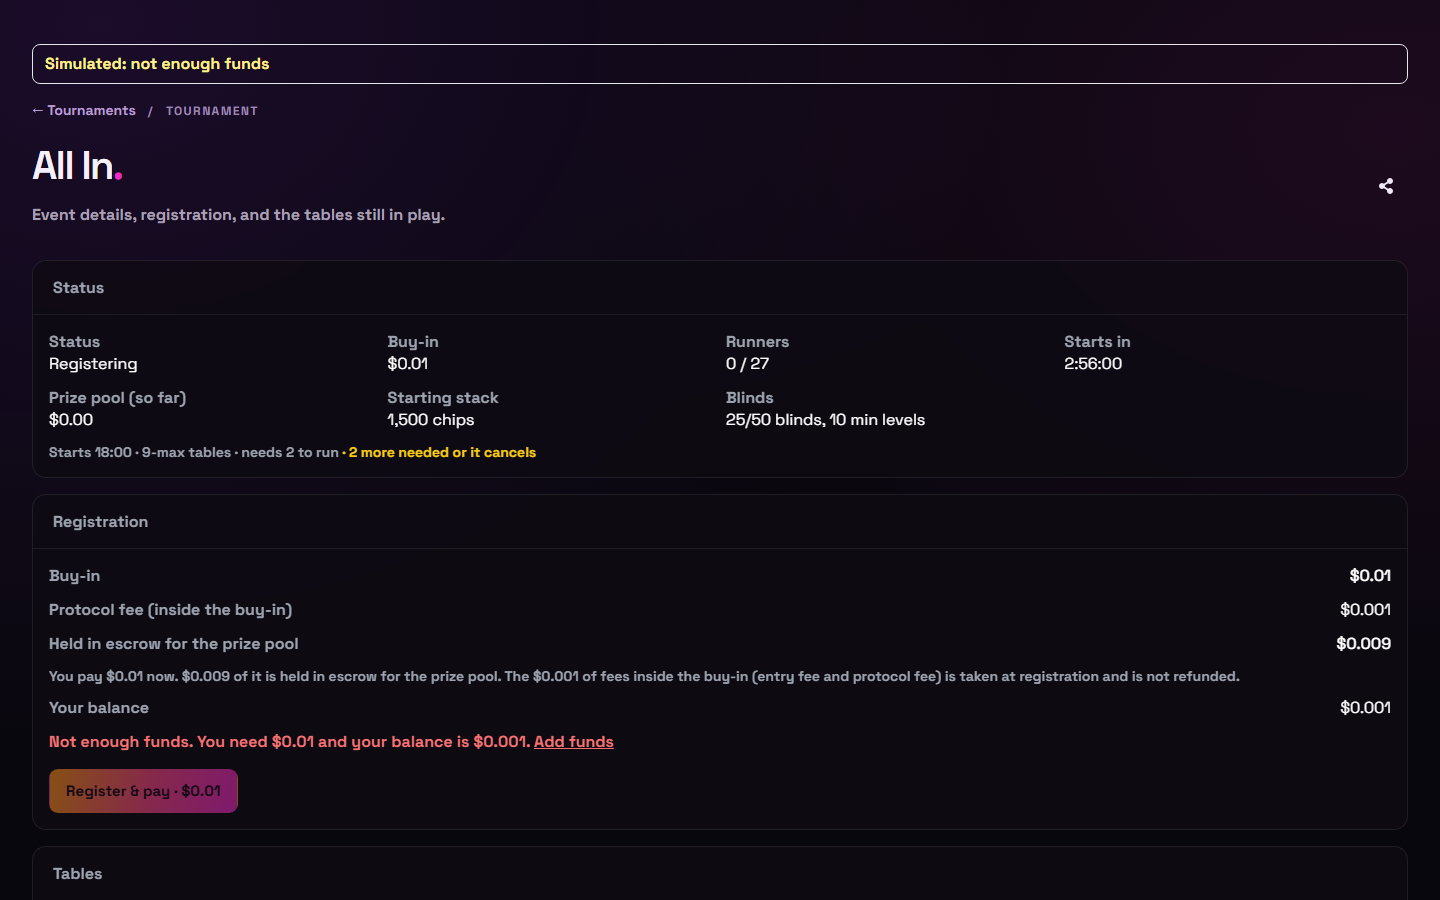 Simulated: not enough funds
← Tournaments / TOURNAMENT
All In.
Event details, registration, and the tables still in play.
Status
Status
Registering
Buy-in
$0.01
Runners
0 / 27
Starts in
2:56:00
Prize pool (so far)
$0.00
Starting stack
1,500 chips
Blinds
25/50 blinds, 10 min levels
Starts 18:00 · 9-max tables · needs 2 to run · 2 more needed or it cancels
Registration
Buy-in $0.01
Protocol fee (inside the buy-in) $0.001
Held in escrow for the prize pool $0.009
You pay $0.01 now. $0.009 of it is held in escrow for the prize pool. The $0.001 of fees inside the buy-in (entry fee and protocol fee) is taken at registration and is not refunded.
Your balance $0.001
Not enough funds. You need $0.01 and your balance is $0.001. Add funds
Register & pay · $0.01
Tables